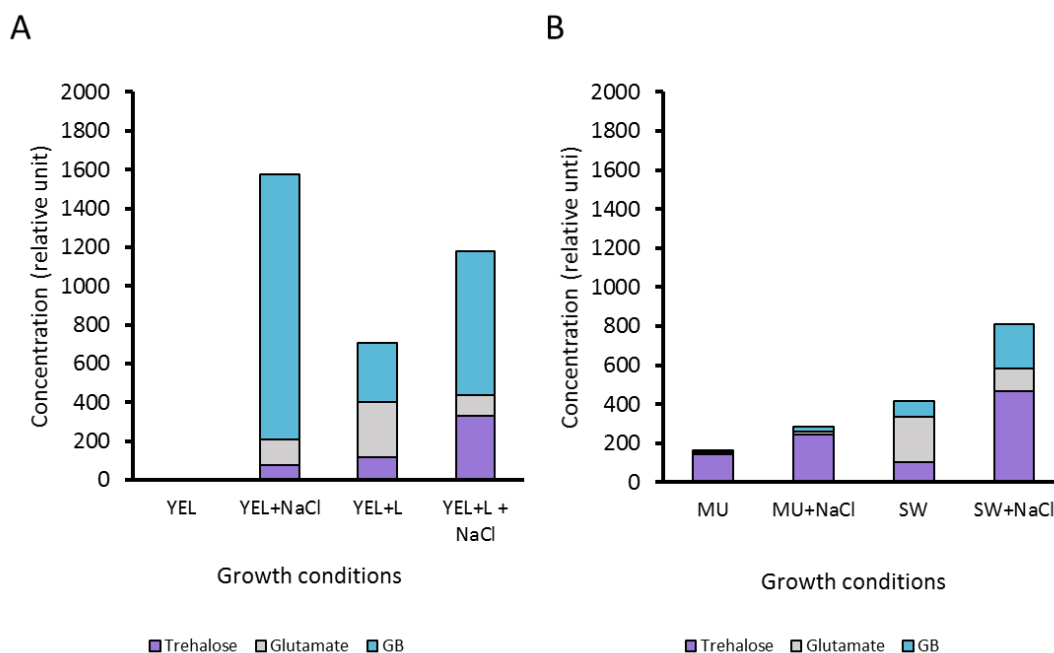 A
2000
1800
1600
1400
1200
1000
800
600
400
200
0
Concentration (relative unit)
YEL YEL+NaCl YEL+L YEL+L +
NaCl
Growth conditions
Trehalose Glutamate GB
B
2000
1800
1600
1400
1200
1000
800
600
400
200
0
Concentration (relative unti)
MU MU+NaCl SW SW+NaCl
Growth conditions
Trehalose Glutamate GB